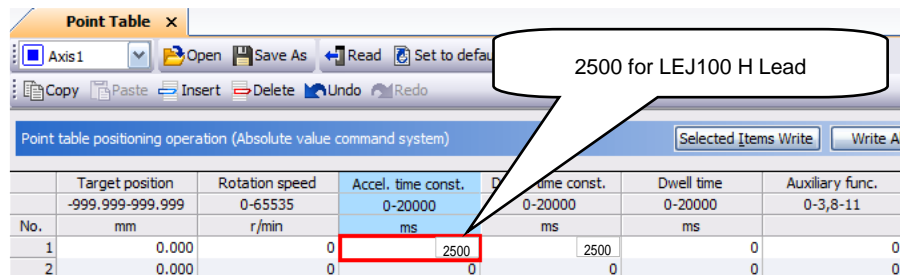 Point Table ×
Axis1 Open Save As Read Set to defau
2500 for LEJ100 H Lead
Copy Paste Insert Delete Undo Redo
Point table positioning operation (Absolute value command system) Selected Items Write Write A
Target position Rotation speed Accel. time const. D time const. Dwell time Auxiliary func.
-999.999-999.999 0-65535 0-20000 0-20000 0-20000 0-3,8-11
No. mm r/min ms ms ms
1 0.000 0 2500 2500 0 0
2 0.000 0 0 0 0 0